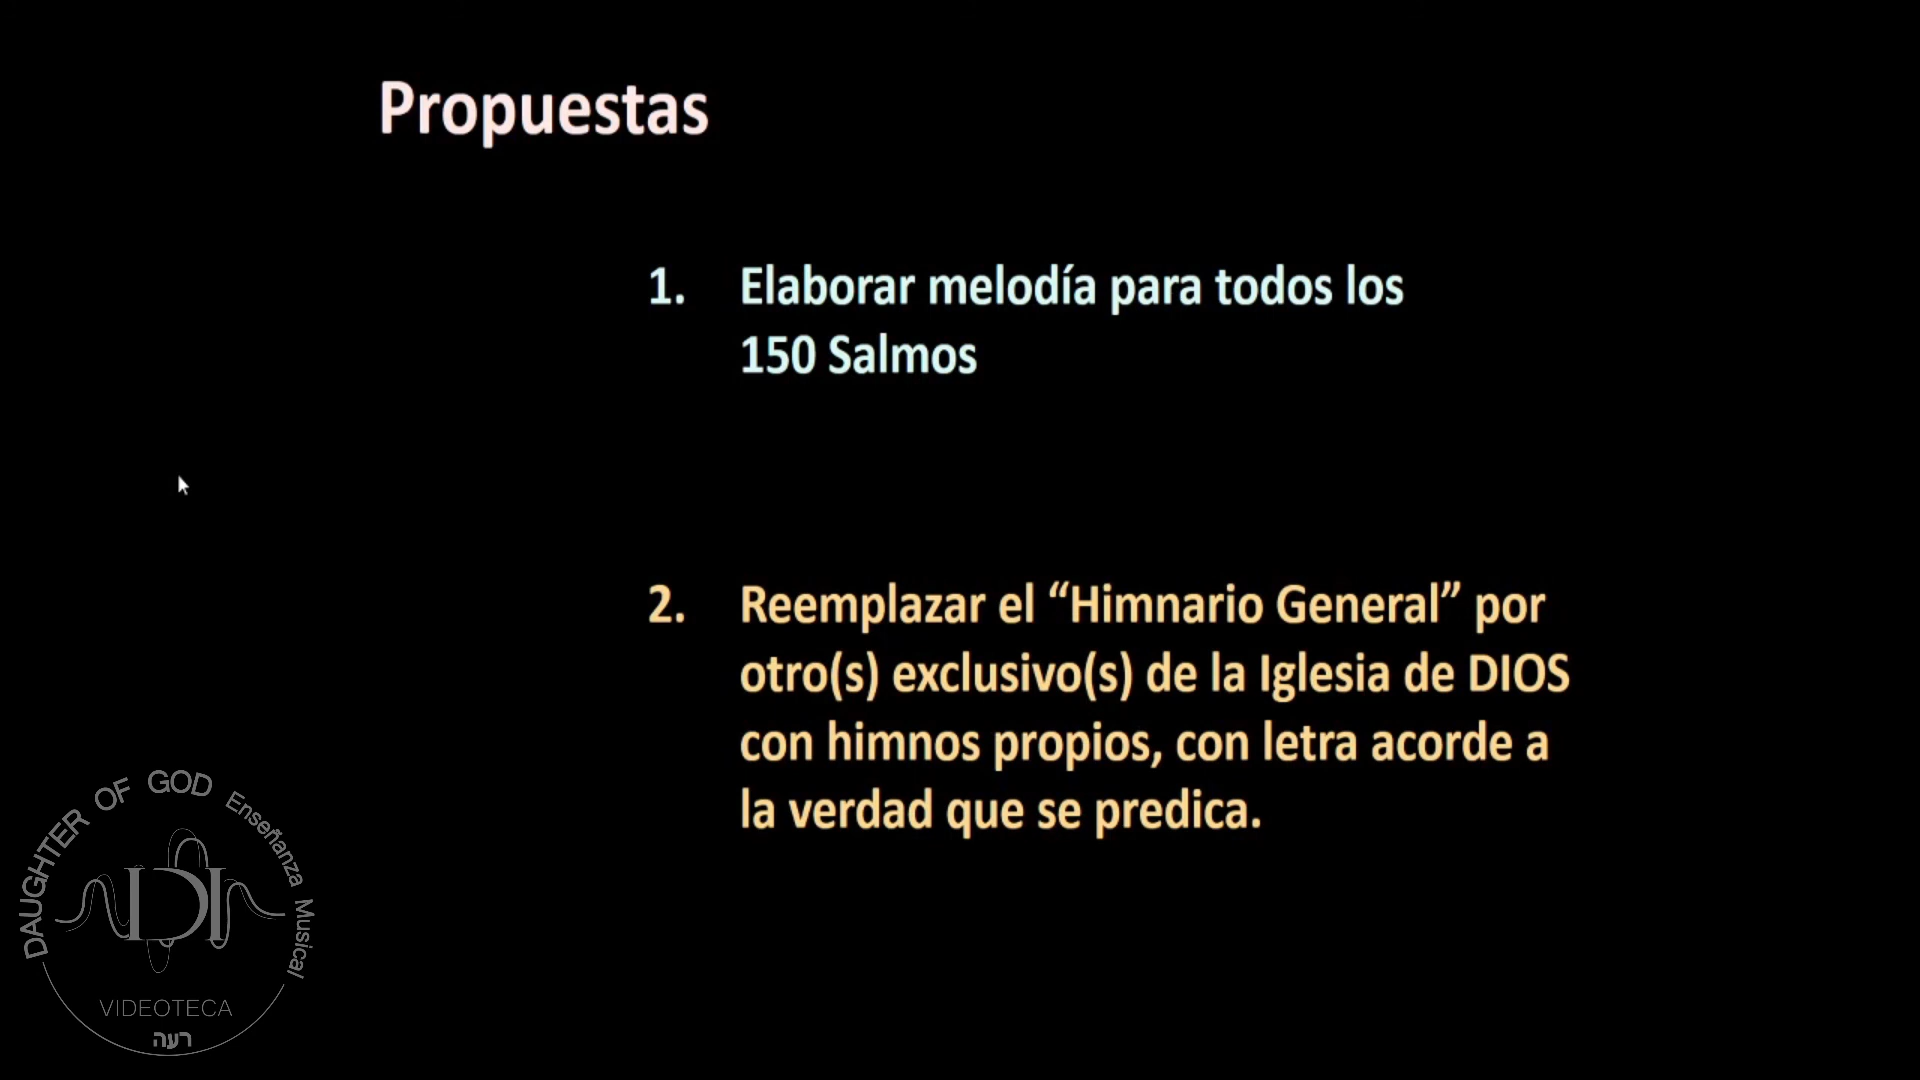 Propuestas
1. Elaborar melodía para todos los
150 Salmos
2. Reemplazar el “Himnario General” por
otro(s) exclusivo(s) de la Iglesia de DIOS
con himnos propios, con letra acorde a
la verdad que se predica.
DAUGHTER OF GOD Enseñanza Musical
VIDEOTECA
רעה